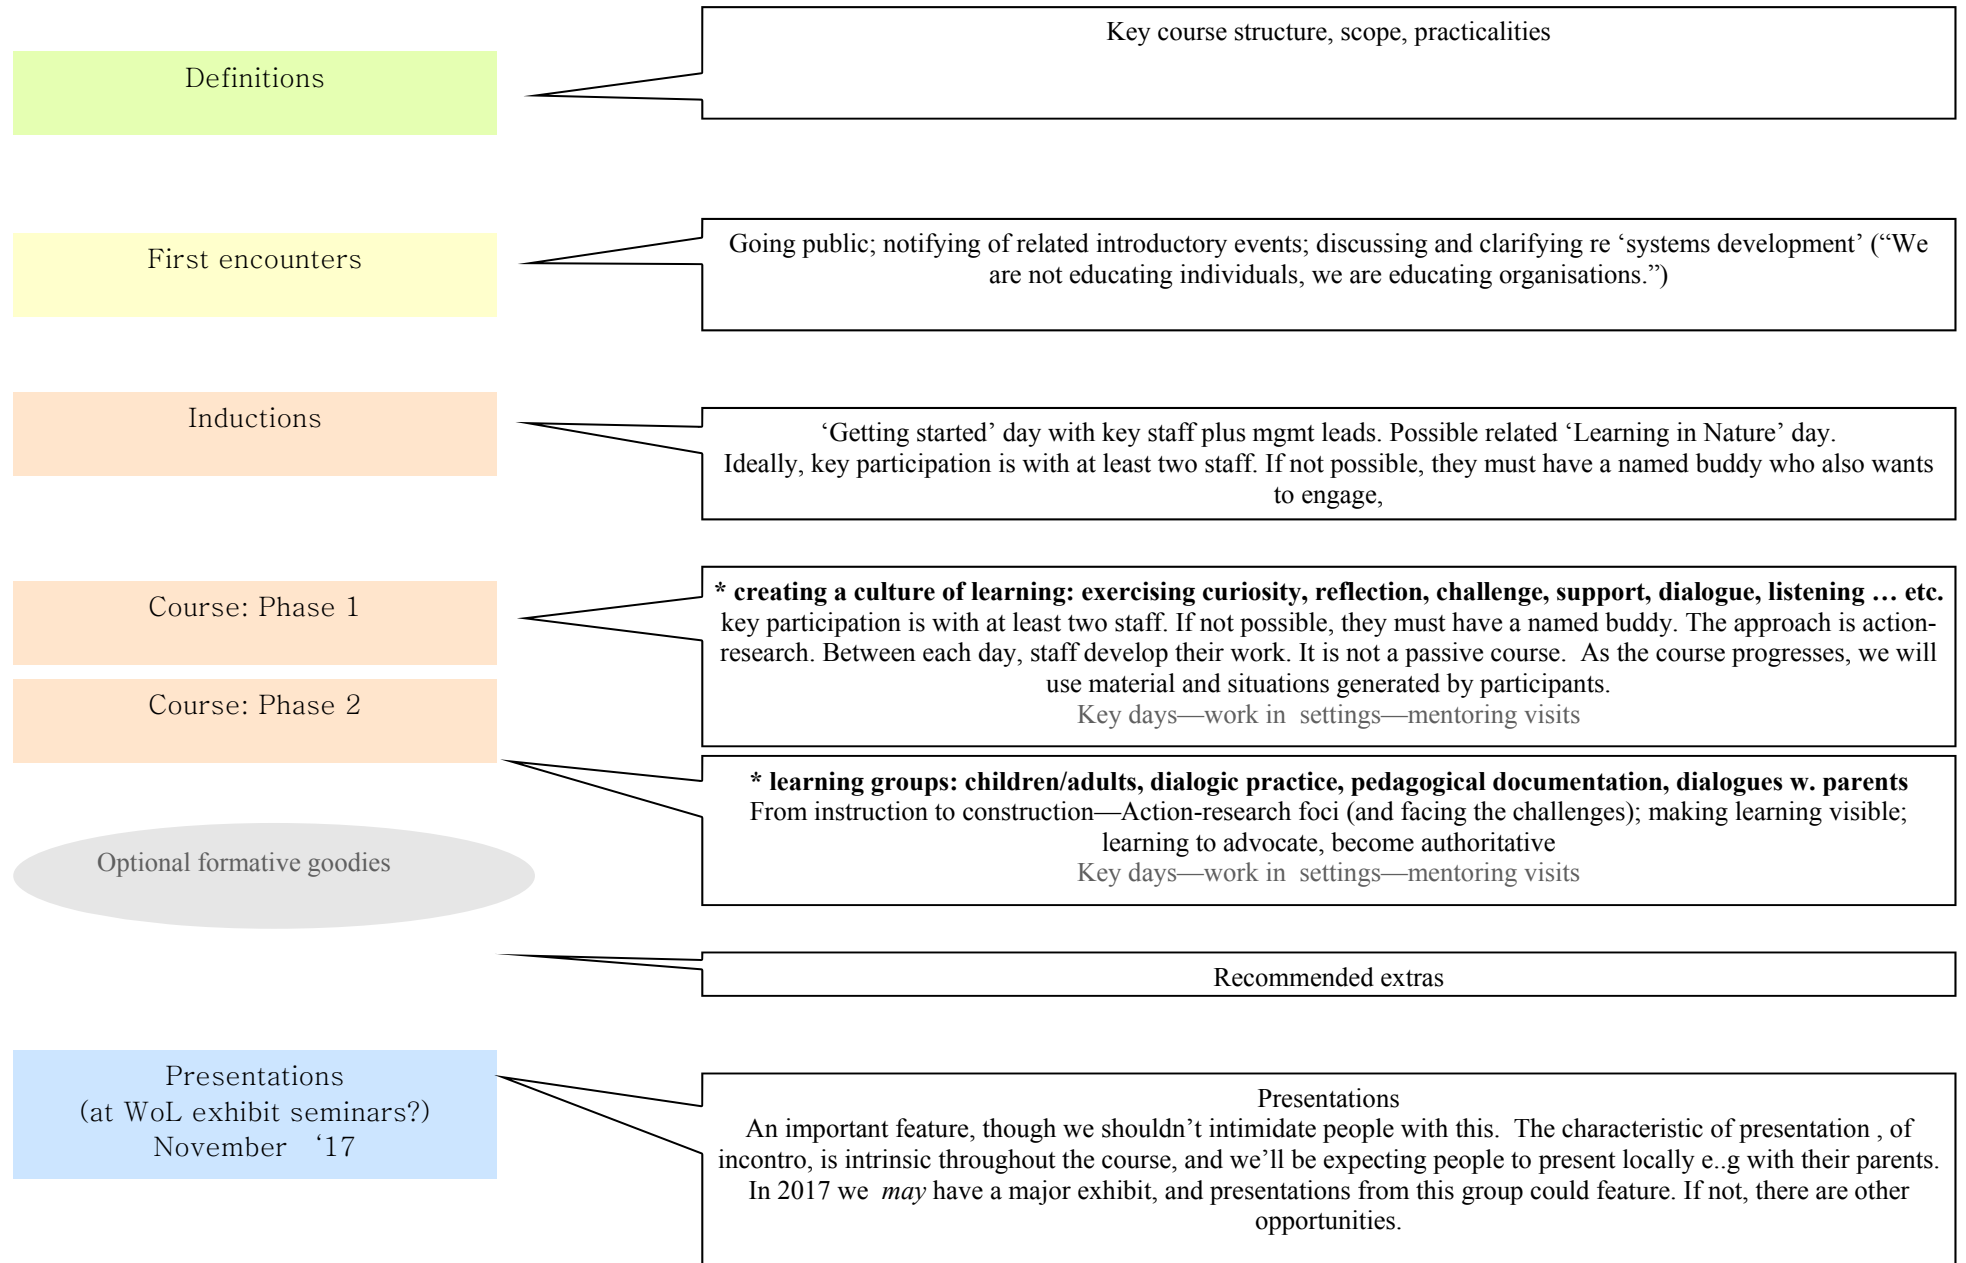 Definitions
Key course structure, scope, practicalities
First encounters
Going public; notifying of related introductory events; discussing and clarifying re ‘systems development’ (“We
are not educating individuals, we are educating organisations.”)
Inductions
‘Getting started’ day with key staff plus mgmt leads. Possible related ‘Learning in Nature’ day.
Ideally, key participation is with at least two staff. If not possible, they must have a named buddy who also wants
to engage,
Course: Phase 1
* creating a culture of learning: exercising curiosity, reflection, challenge, support, dialogue, listening … etc.
key participation is with at least two staff. If not possible, they must have a named buddy. The approach is action-
research. Between each day, staff develop their work. It is not a passive course.  As the course progresses, we will
use material and situations generated by participants.
Key days—work in  settings—mentoring visits
Course: Phase 2
* learning groups: children/adults, dialogic practice, pedagogical documentation, dialogues w. parents
From instruction to construction—Action-research foci (and facing the challenges); making learning visible;
learning to advocate, become authoritative
Key days—work in  settings—mentoring visits
Optional formative goodies
Recommended extras
Presentations
(at WoL exhibit seminars?)
November  ‘17
Presentations
An important feature, though we shouldn’t intimidate people with this.  The characteristic of presentation , of
incontro, is intrinsic throughout the course, and we’ll be expecting people to present locally e..g with their parents.
In 2017 we  may have a major exhibit, and presentations from this group could feature. If not, there are other
opportunities.